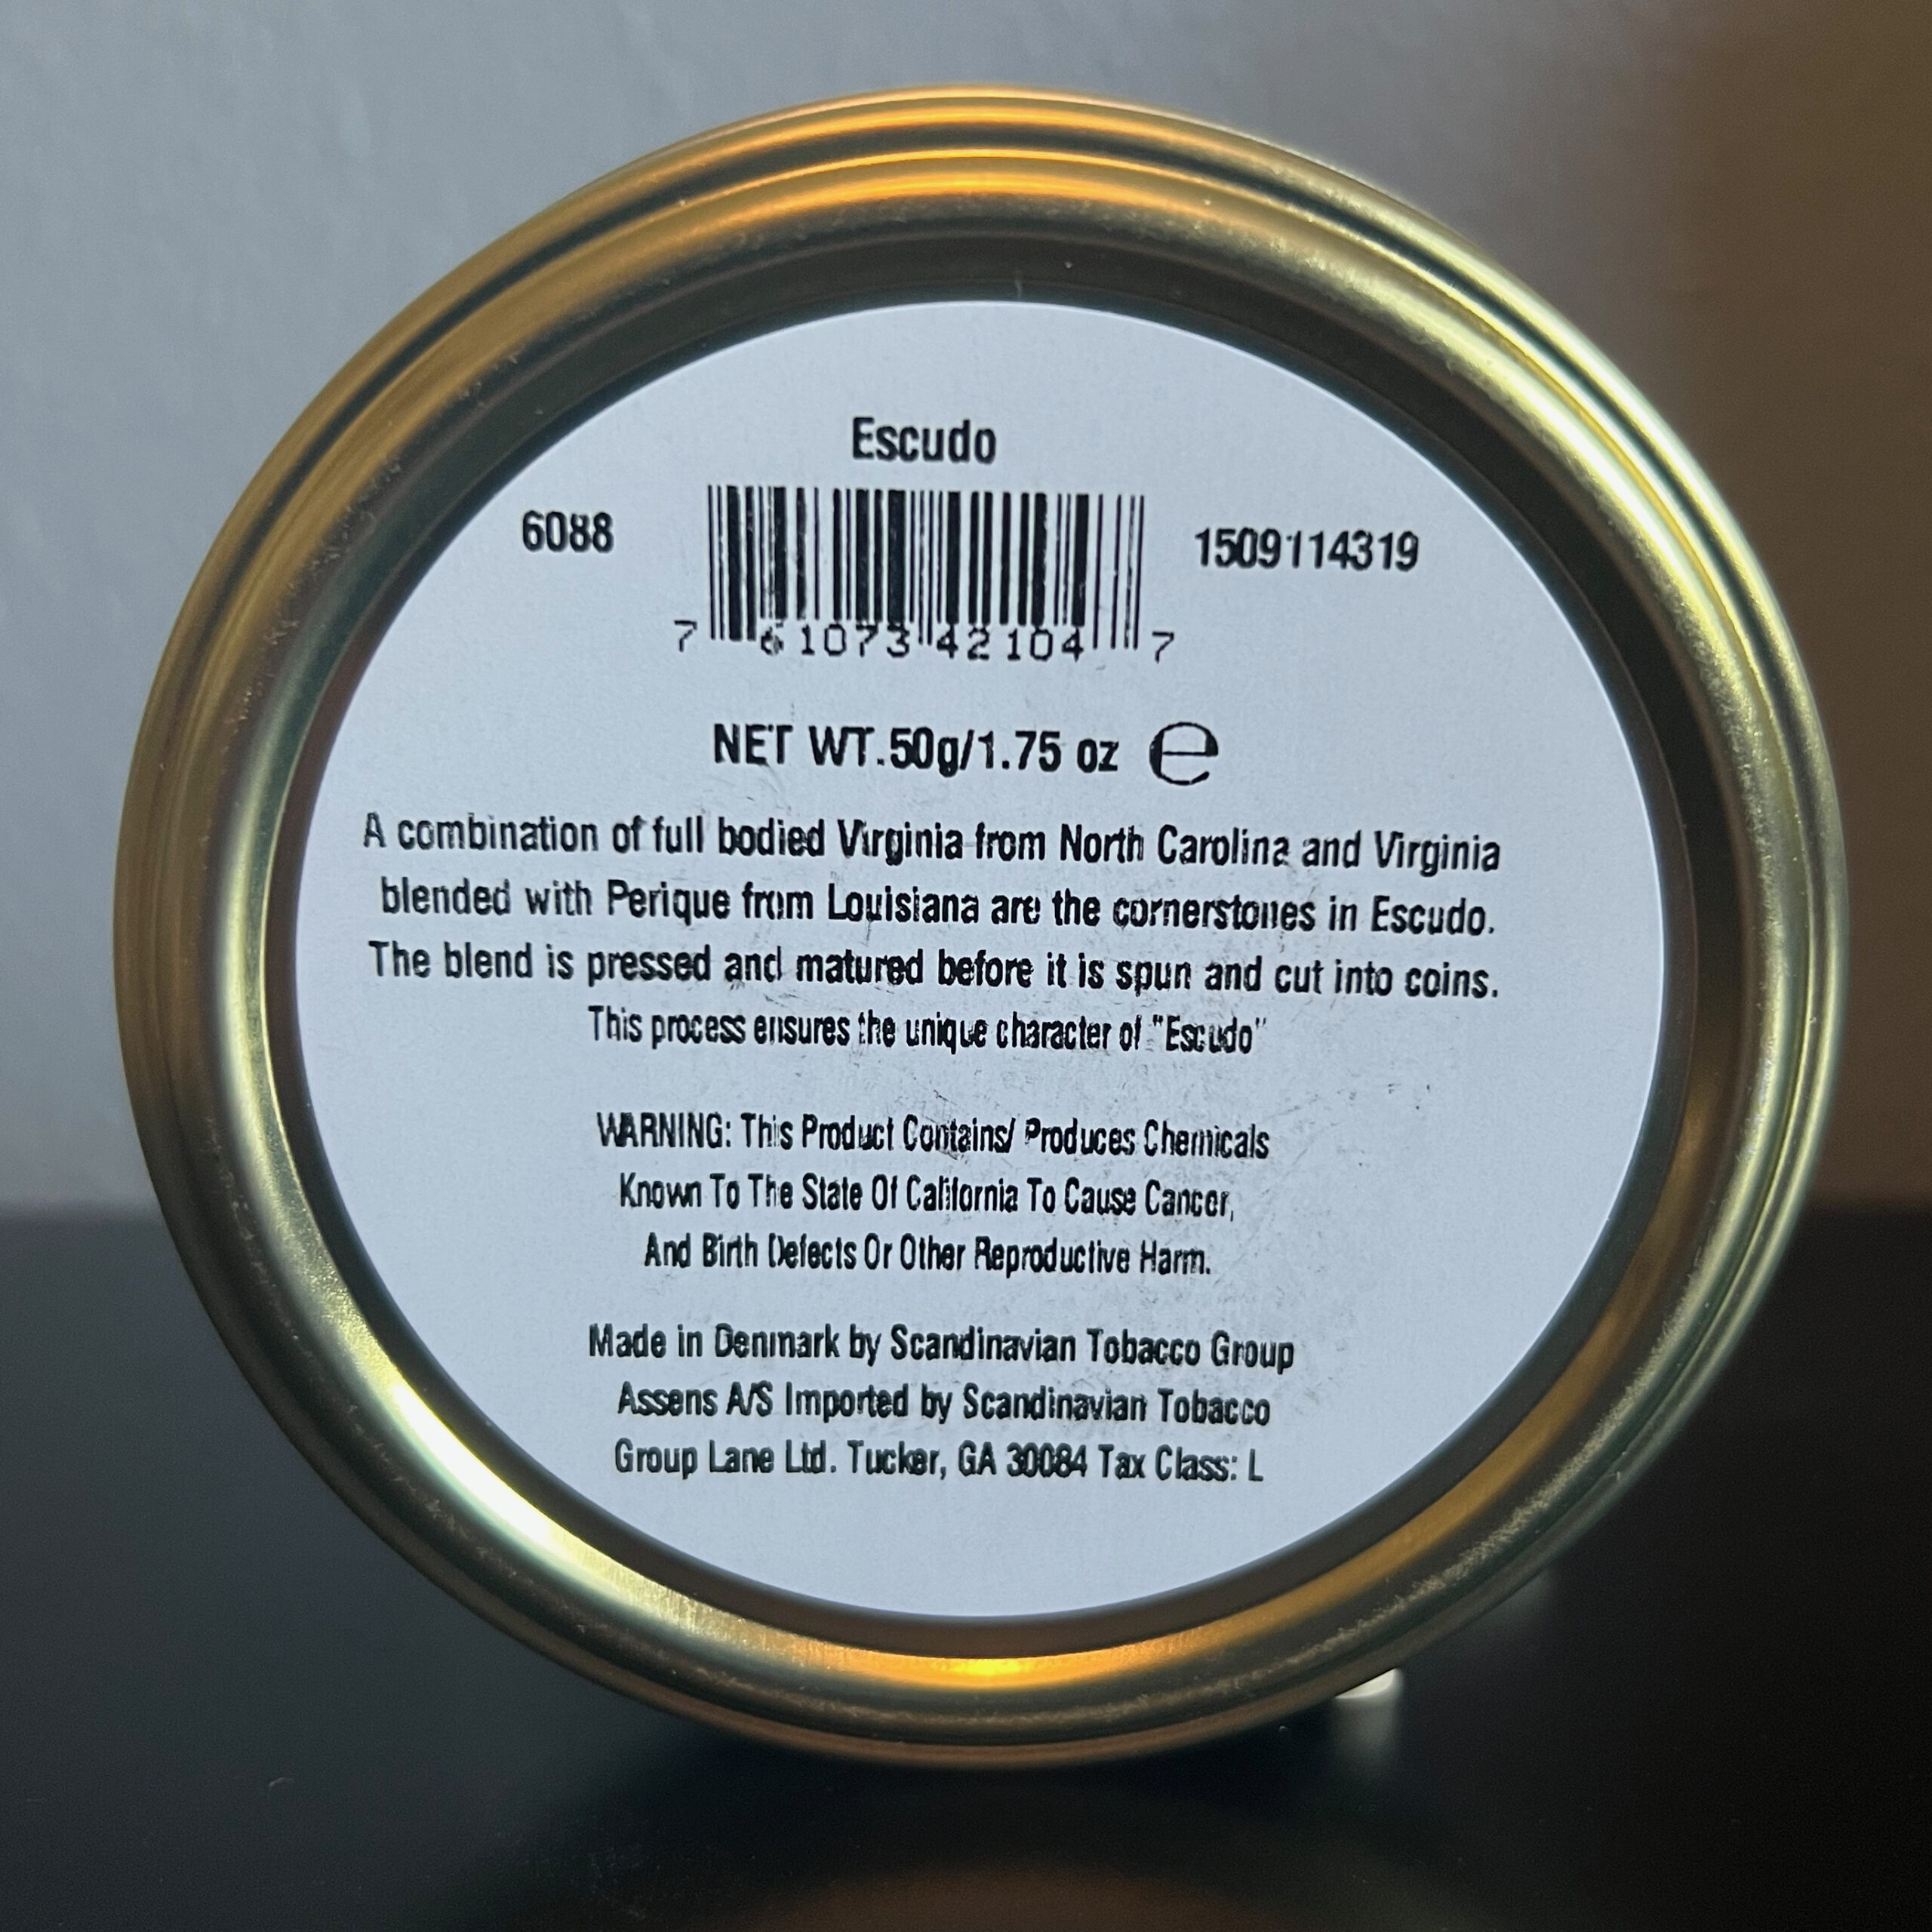 Escudo
6088
1509114319
7 61073 42104 7
NET WT.50g/1.75 oz ℮
A combination of full bodied Virginia from North Carolina and Virginia
blended with Perique from Louisiana are the cornerstones in Escudo.
The blend is pressed and matured before it is spun and cut into coins.
This process ensures the unique character of "Escudo"
WARNING: This Product Contains/ Produces Chemicals
Known To The State Of California To Cause Cancer,
And Birth Defects Or Other Reproductive Harm.
Made in Denmark by Scandinavian Tobacco Group
Assens A/S Imported by Scandinavian Tobacco
Group Lane Ltd. Tucker, GA 30084 Tax Class: L